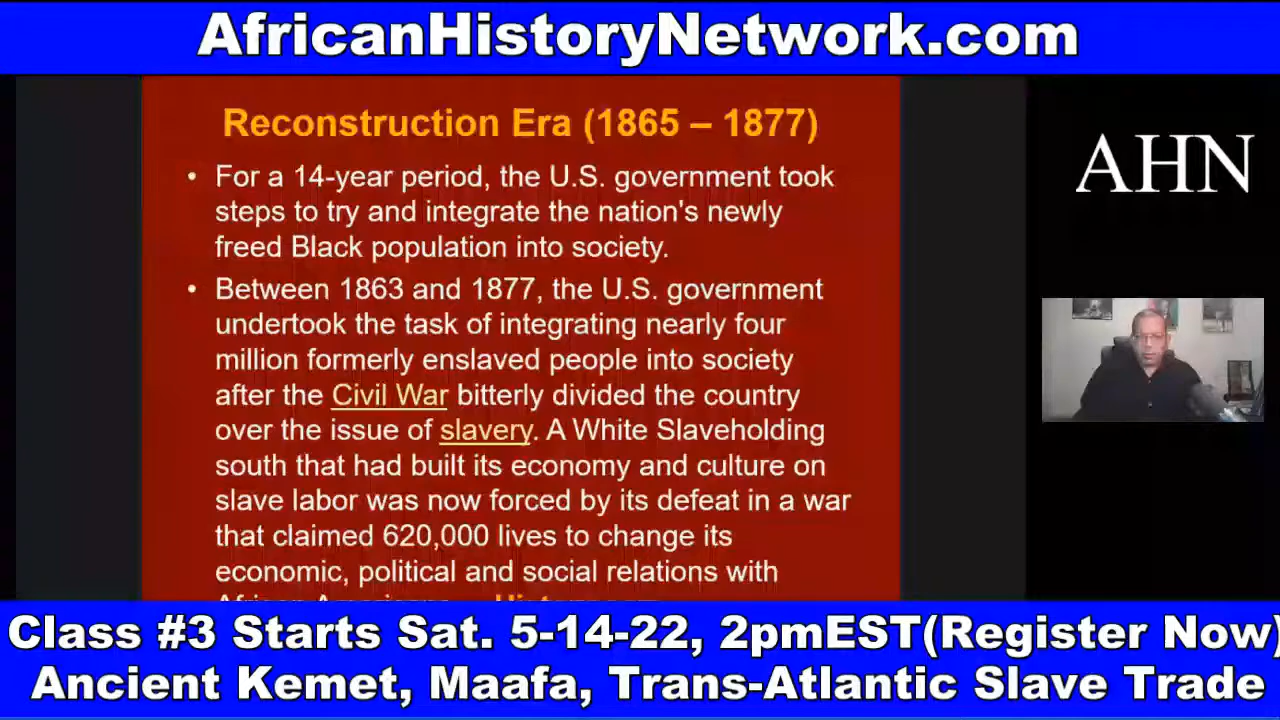 AfricanHistoryNetwork.com
Reconstruction Era (1865 – 1877)
• For a 14-year period, the U.S. government took
steps to try and integrate the nation's newly
freed Black population into society.
• Between 1863 and 1877, the U.S. government
undertook the task of integrating nearly four
million formerly enslaved people into society
after the Civil War bitterly divided the country
over the issue of slavery. A White Slaveholding
south that had built its economy and culture on
slave labor was now forced by its defeat in a war
that claimed 620,000 lives to change its
economic, political and social relations with
AHN
Class #3 Starts Sat. 5-14-22, 2pmEST(Register Now)
Ancient Kemet, Maafa, Trans-Atlantic Slave Trade